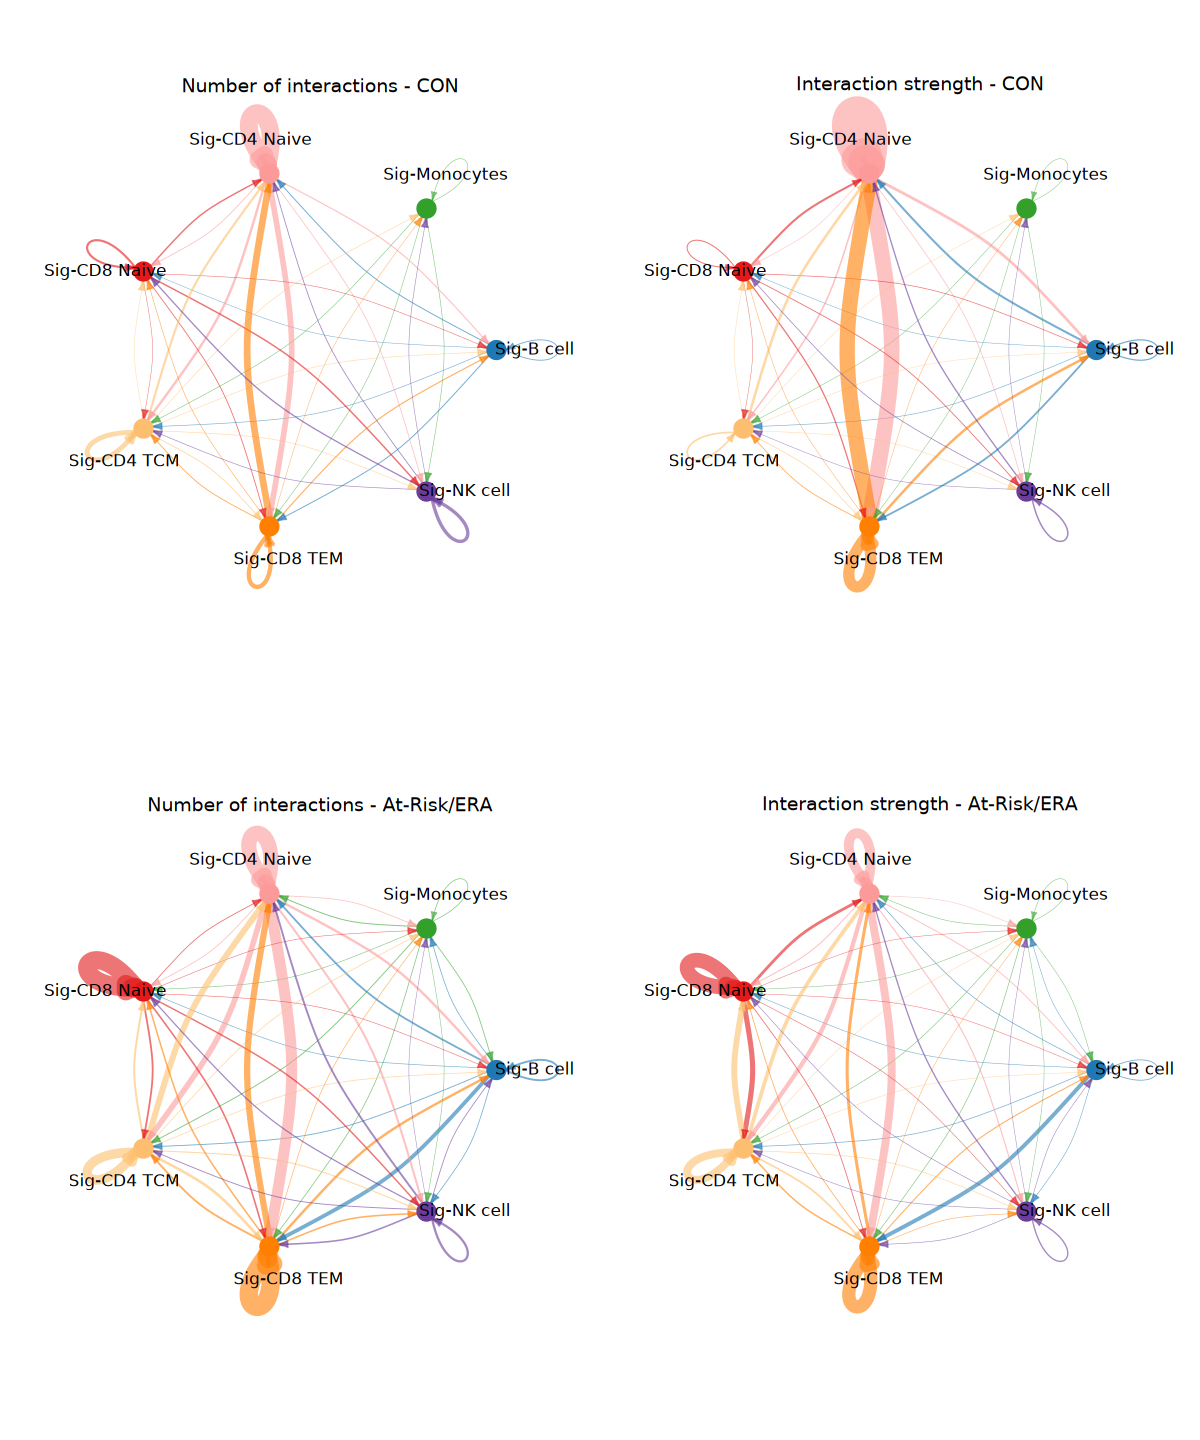 Number of interactions - CON
Sig-CD4 Naive
Sig-Monocytes
Sig-CD8 Naive
Sig-B cell
Sig-CD4 TCM
Sig-NK cell
Sig-CD8 TEM
Interaction strength - CON
Sig-CD4 Naive
Sig-Monocytes
Sig-CD8 Naive
Sig-B cell
Sig-CD4 TCM
Sig-NK cell
Sig-CD8 TEM
Number of interactions - At-Risk/ERA
Sig-CD4 Naive
Sig-Monocytes
Sig-CD8 Naive
Sig-B cell
Sig-CD4 TCM
Sig-NK cell
Sig-CD8 TEM
Interaction strength - At-Risk/ERA
Sig-CD4 Naive
Sig-Monocytes
Sig-CD8 Naive
Sig-B cell
Sig-CD4 TCM
Sig-NK cell
Sig-CD8 TEM